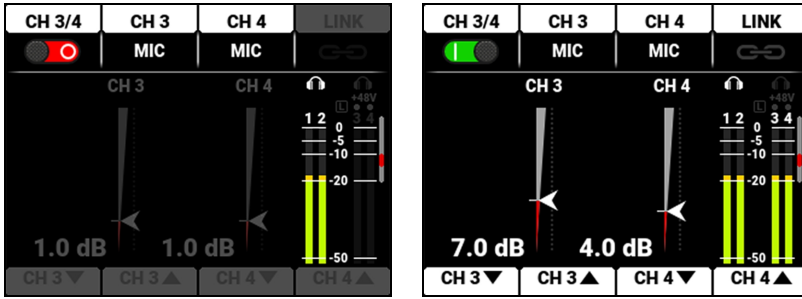 CH 3/4 CH 3 CH 4 LINK
MIC MIC
CH 3 CH 4
+48V
L
1 2 3 4
0
-5
-10
-20
-50
1.0 dB 1.0 dB
CH 3▼ CH 3▲ CH 4▼ CH 4▲
CH 3/4 CH 3 CH 4 LINK
MIC MIC
CH 3 CH 4
+48V
L
1 2 3 4
0
-5
-10
-20
-50
7.0 dB 4.0 dB
CH 3▼ CH 3▲ CH 4▼ CH 4▲